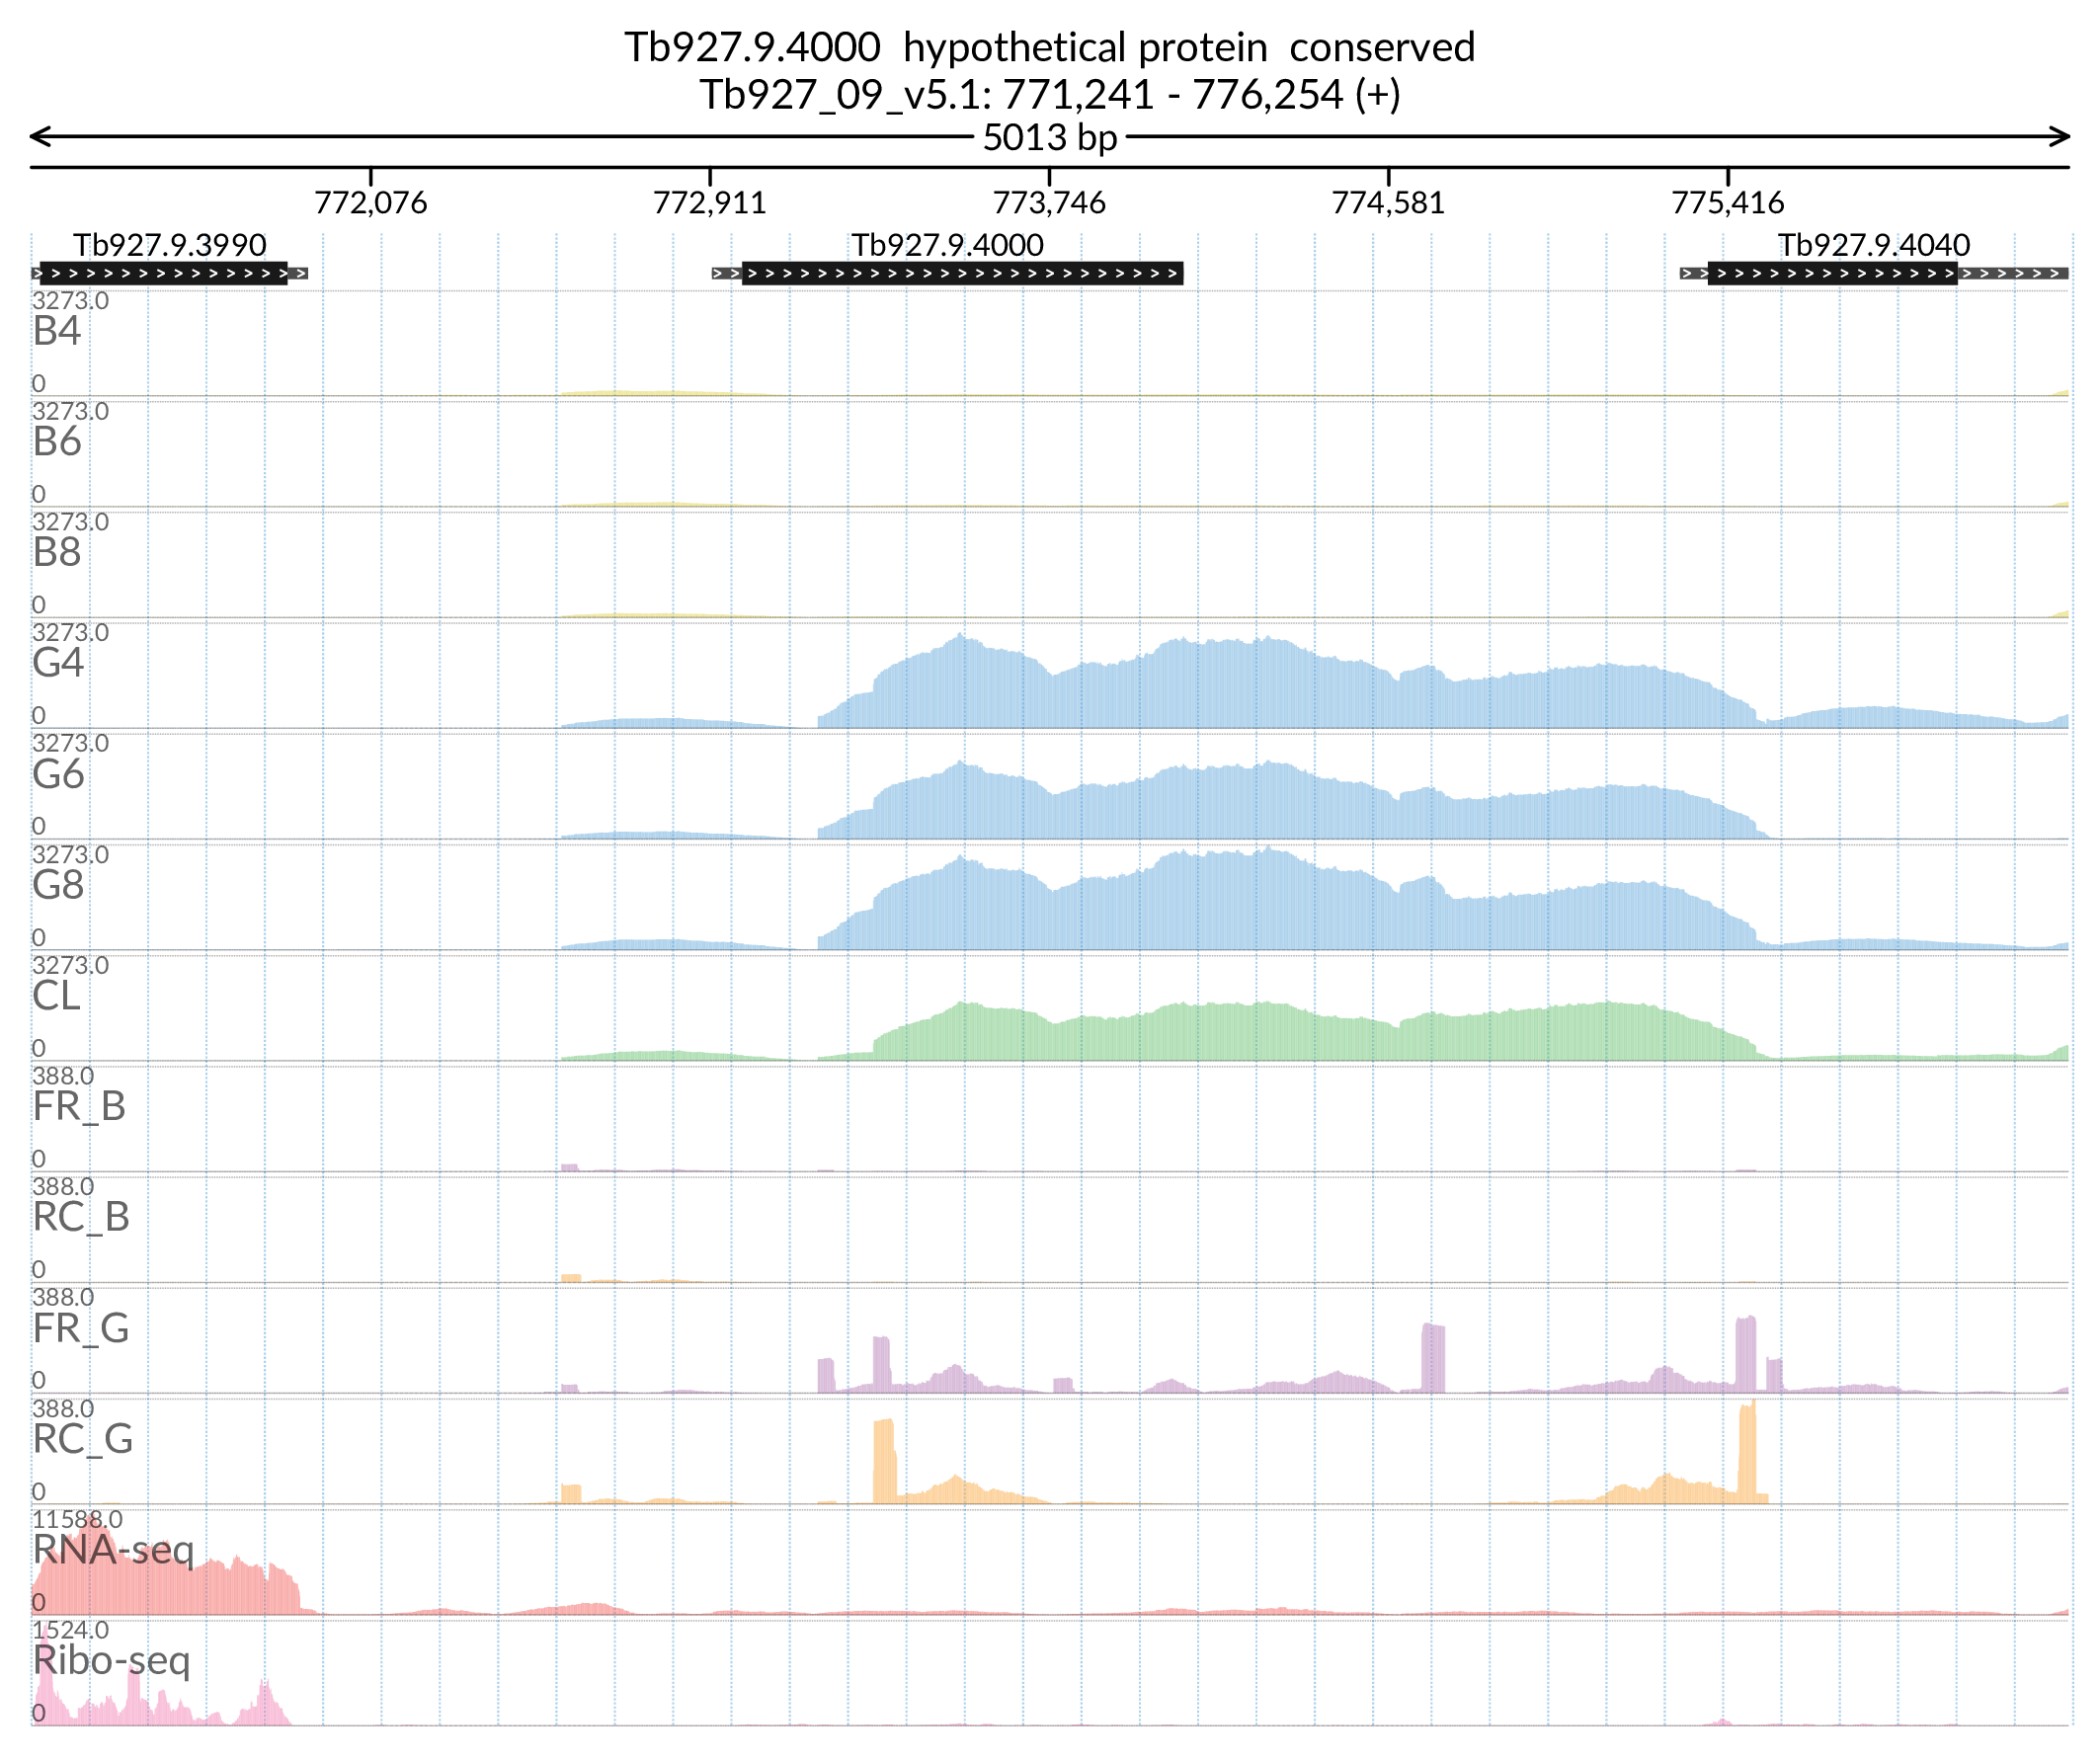 Tb927.9.4000 hypothetical protein conserved
Tb927_09_v5.1: 771,241 - 776,254 (+)
5013 bp
772,076 772,911 773,746 774,581 775,416
Tb927.9.3990 Tb927.9.4000 Tb927.9.4040
3273.0
B4
0
3273.0
B6
0
3273.0
B8
0
3273.0
G4
0
3273.0
G6
0
3273.0
G8
0
3273.0
CL
0
388.0
FR_B
0
388.0
RC_B
0
388.0
FR_G
0
388.0
RC_G
0
11588.0
RNA-seq
0
1524.0
Ribo-seq
0